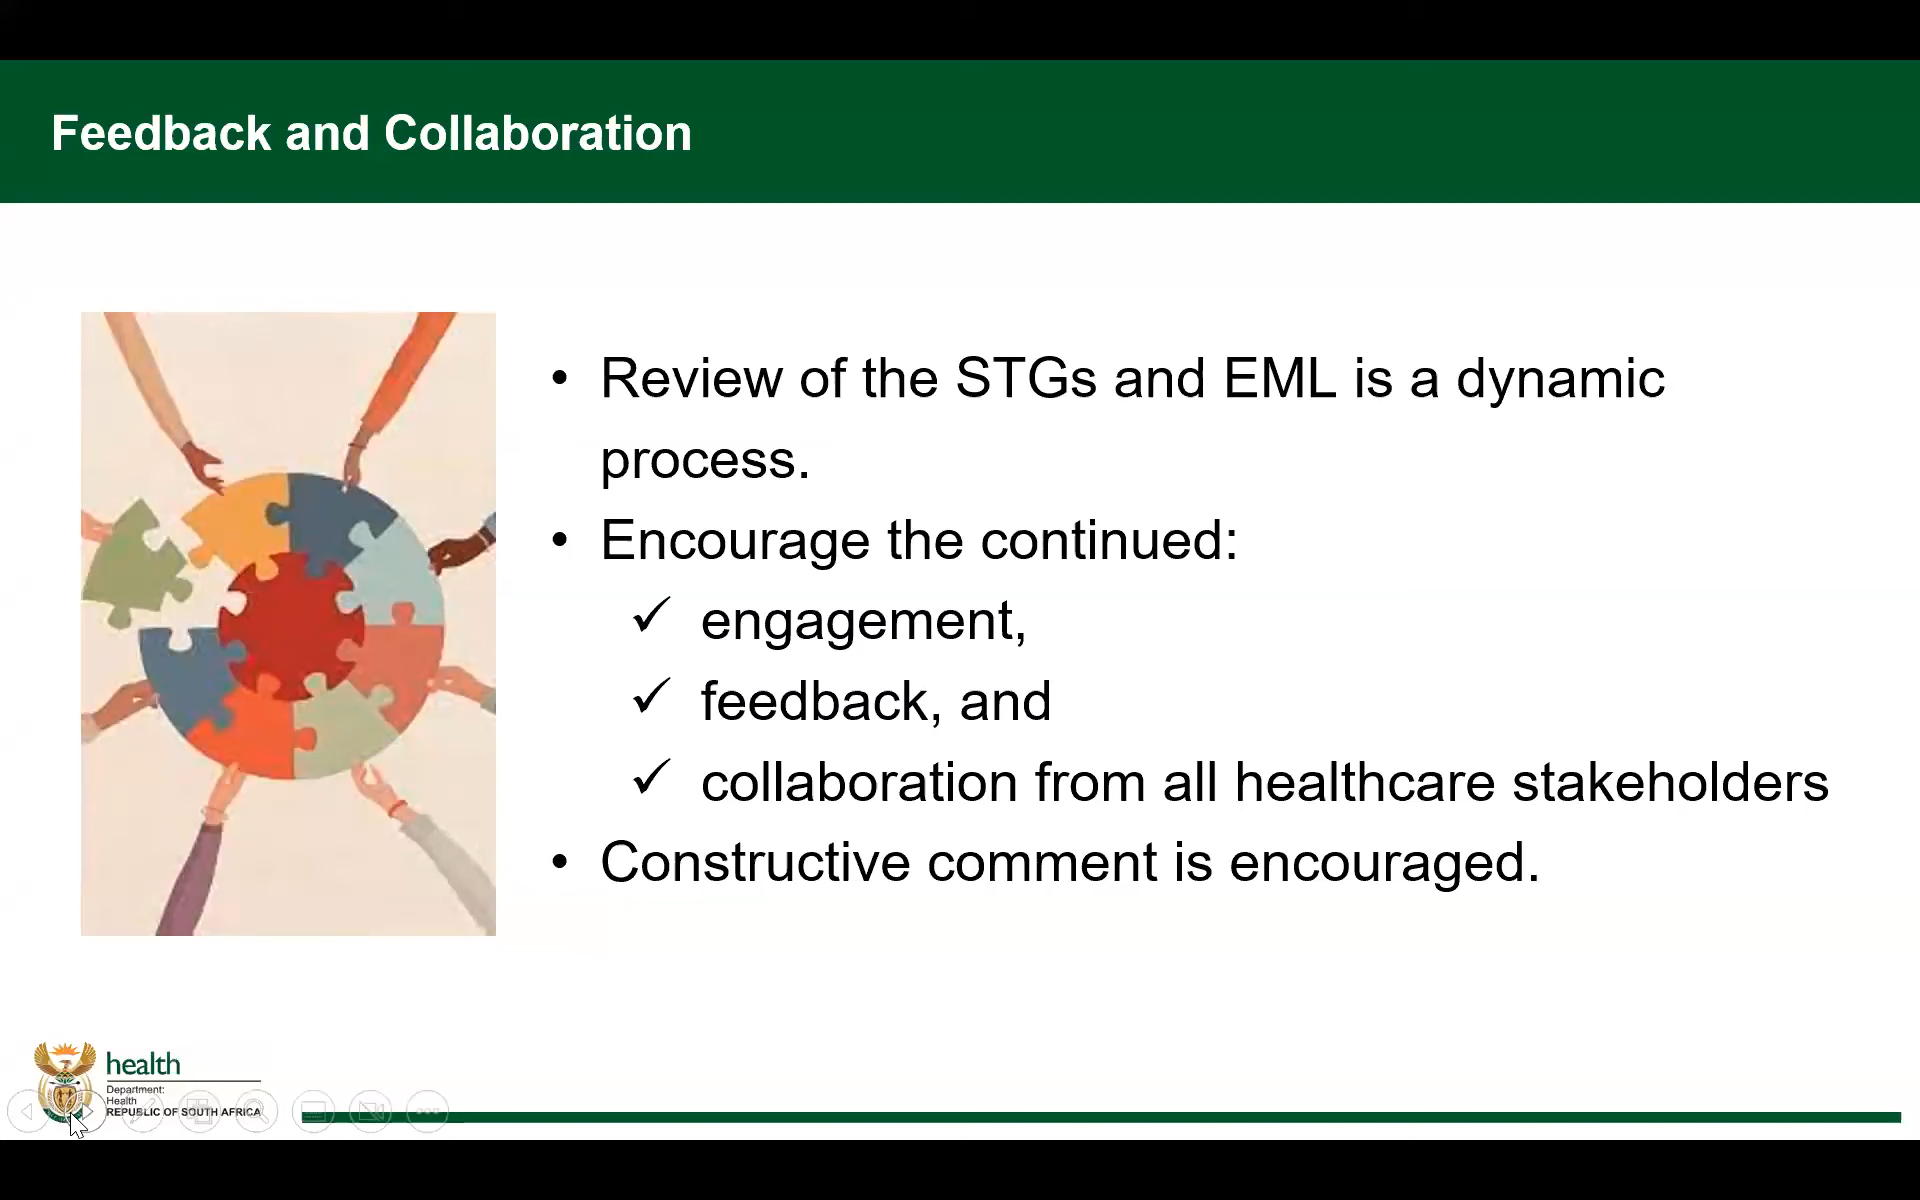 Feedback and Collaboration
• Review of the STGs and EML is a dynamic
process.
• Encourage the continued:
✓ engagement,
✓ feedback, and
✓ collaboration from all healthcare stakeholders
• Constructive comment is encouraged.
health
Department:
Health
REPUBLIC OF SOUTH AFRICA